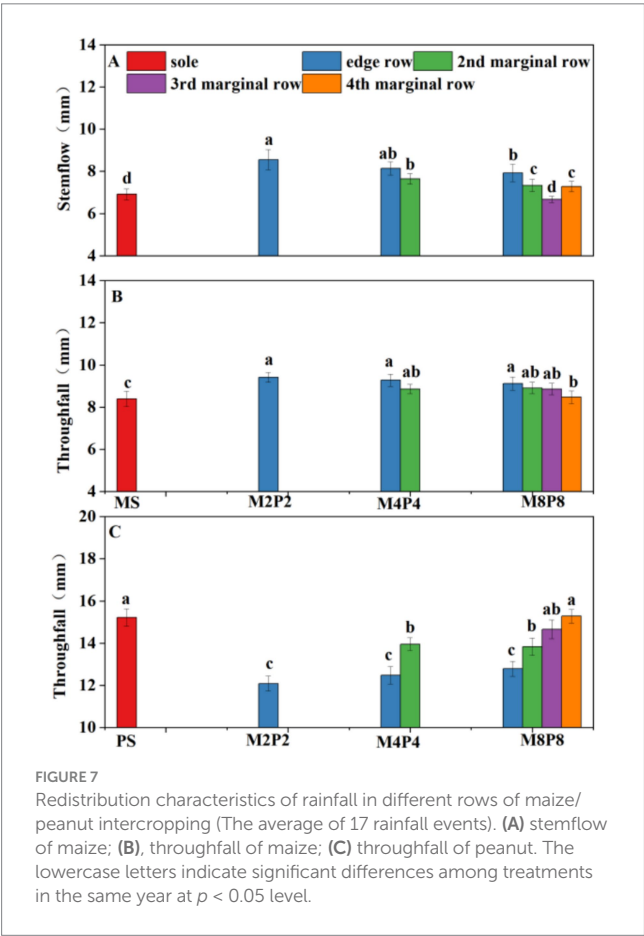 A
sole
edge row
2nd marginal row
3rd marginal row
4th marginal row
Stemflow（mm）
14
12
10
8
6
4
d
a
ab
b
b
c
d
c
B
Throughfall（mm）
14
12
10
8
6
4
c
a
a
ab
a
ab
ab
b
MS
M2P2
M4P4
M8P8
C
Throughfall（mm）
20
18
16
14
12
10
a
c
c
b
c
b
ab
a
PS
M2P2
M4P4
M8P8
FIGURE 7
Redistribution characteristics of rainfall in different rows of maize/
peanut intercropping (The average of 17 rainfall events). (A) stemflow
of maize; (B), throughfall of maize; (C) throughfall of peanut. The
lowercase letters indicate significant differences among treatments
in the same year at p < 0.05 level.